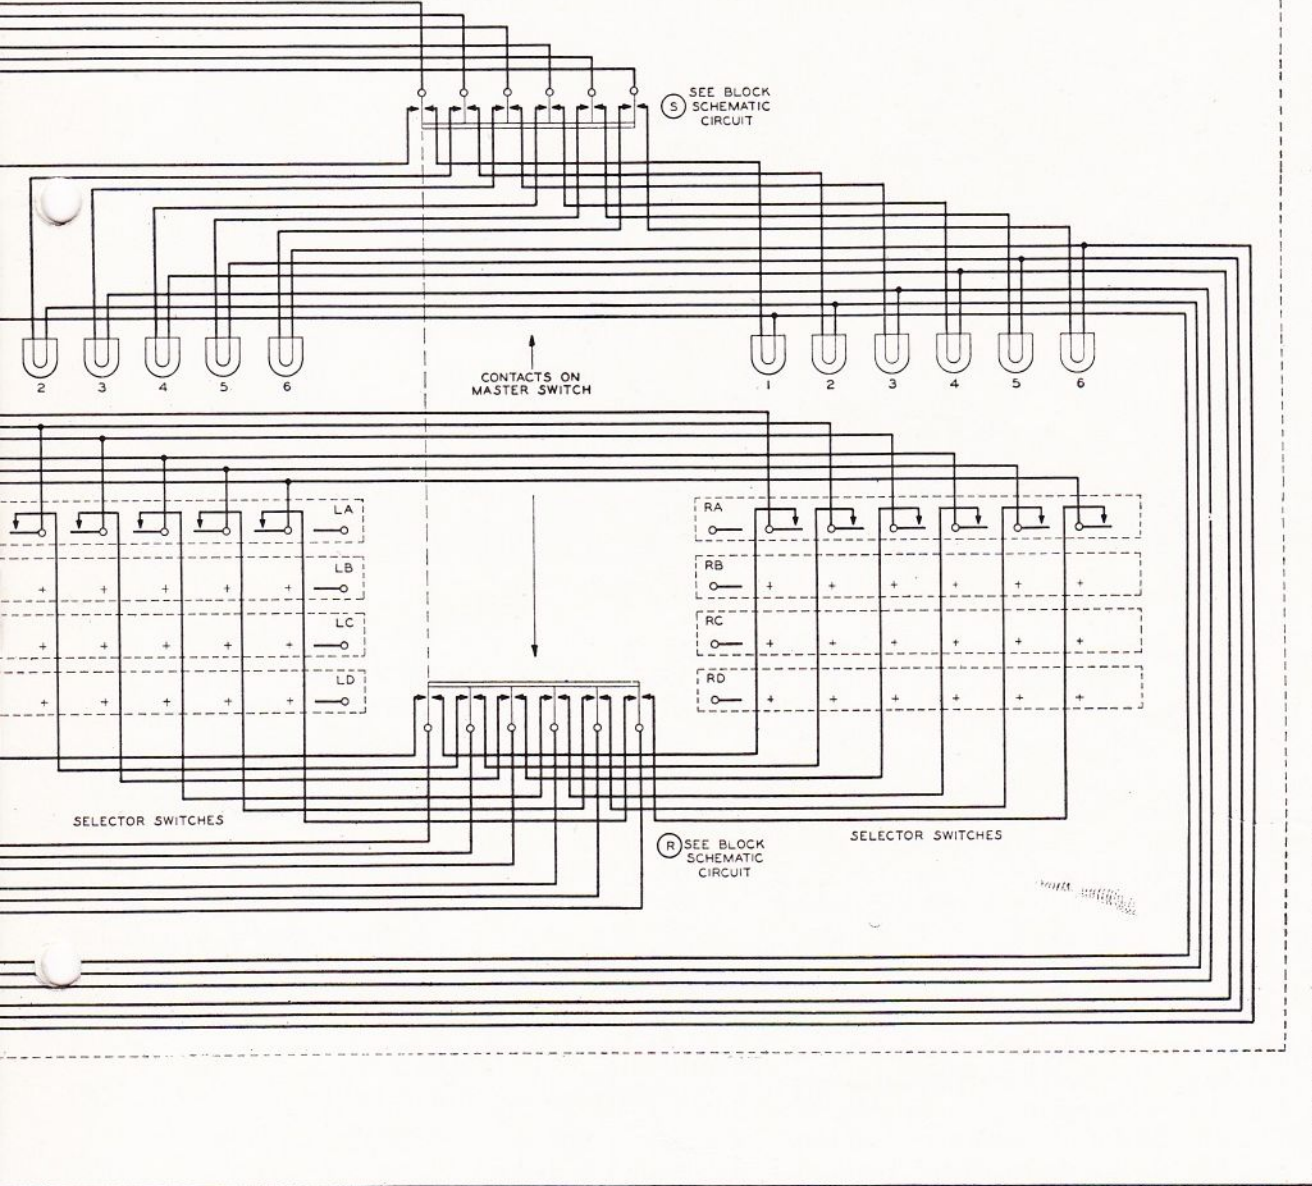 S SEE BLOCK
SCHEMATIC
CIRCUIT
2 3 4 5 6
CONTACTS ON
MASTER SWITCH
1 2 3 4 5 6
LA
LB
LC
LD
RA
RB
RC
RD
SELECTOR SWITCHES
R SEE BLOCK
SCHEMATIC
CIRCUIT
SELECTOR SWITCHES